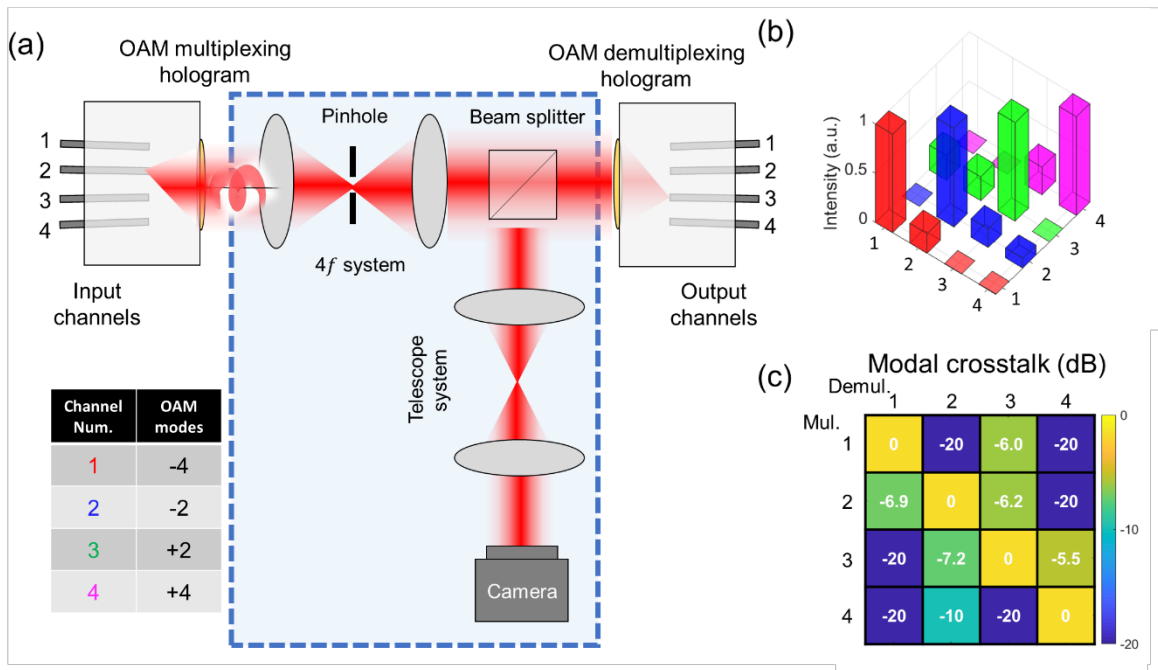 (a)
OAM multiplexing
hologram
OAM demultiplexing
hologram
Pinhole
Beam splitter
1
2
3
4
1
2
3
4
4f system
Input
channels
Output
channels
Telescope
system
Camera
Channel
Num.
OAM
modes
1
-4
2
-2
3
+2
4
+4
(b)
Intensity (a.u.)
1
0.5
0
1
2
3
4
1
2
3
4
(c)
Modal crosstalk (dB)
Demul.
1 2 3 4
Mul.
1 0 -20 -6.0 -20
2 -6.9 0 -6.2 -20
3 -20 -7.2 0 -5.5
4 -20 -10 -20 0
0
-10
-20